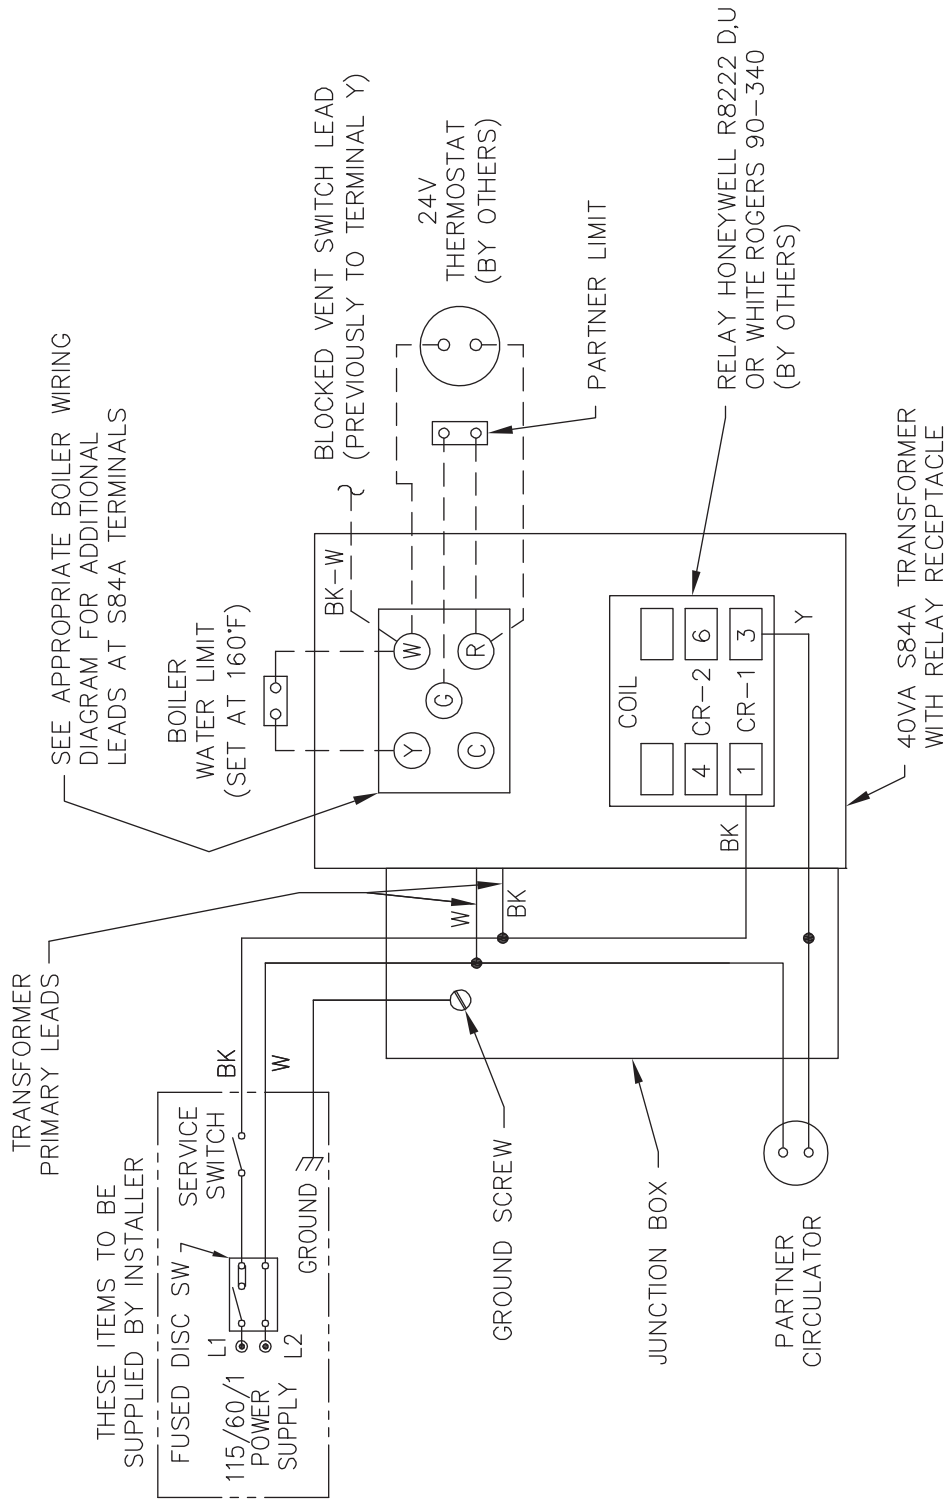 THESE ITEMS TO BE
SUPPLIED BY INSTALLER
FUSED DISC SW
SERVICE
SWITCH
L1
L2
115/60/1
POWER
SUPPLY
GROUND
BK
W
TRANSFORMER
PRIMARY LEADS
SEE APPROPRIATE BOILER WIRING
DIAGRAM FOR ADDITIONAL
LEADS AT S84A TERMINALS
BOILER
WATER LIMIT
(SET AT 160°F)
BLOCKED VENT SWITCH LEAD
(PREVIOUSLY TO TERMINAL Y)
BK-W
24V
THERMOSTAT
(BY OTHERS)
Y
W
G
C
R
PARTNER LIMIT
W
BK
GROUND SCREW
COIL
4
CR-2
6
1
CR-1
3
BK
Y
RELAY HONEYWELL R8222 D,U
OR WHITE ROGERS 90-340
(BY OTHERS)
JUNCTION BOX
PARTNER
CIRCULATOR
40VA S84A TRANSFORMER
WITH RELAY RECEPTACLE